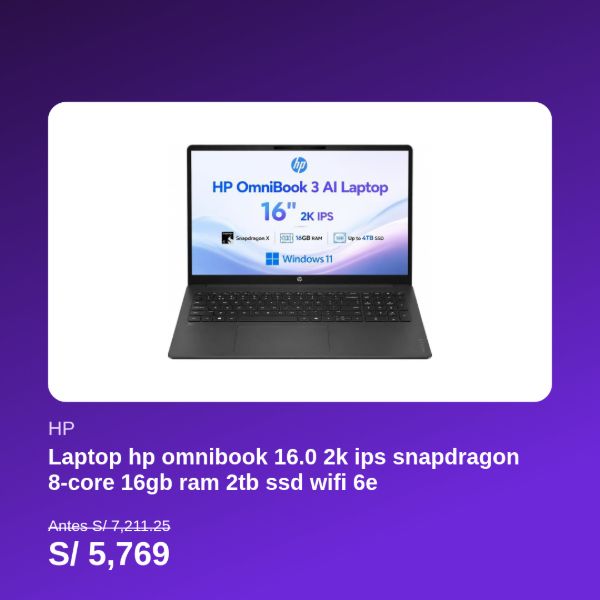 hp
HP OmniBook 3 AI Laptop
16" 2K IPS
Snapdragon X 16GB RAM Up to 4TB SSD
Windows 11
hp
HP
Laptop hp omnibook 16.0 2k ips snapdragon
8-core 16gb ram 2tb ssd wifi 6e
Antes S/ 7,211.25
S/ 5,769